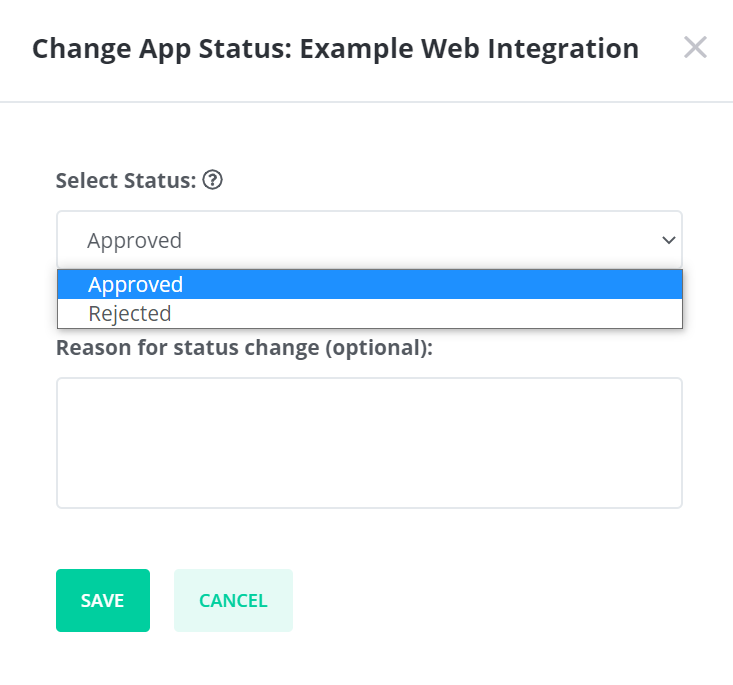 Change App Status: Example Web Integration
Select Status:
Approved
Approved
Rejected
Reason for status change (optional):
SAVE
CANCEL